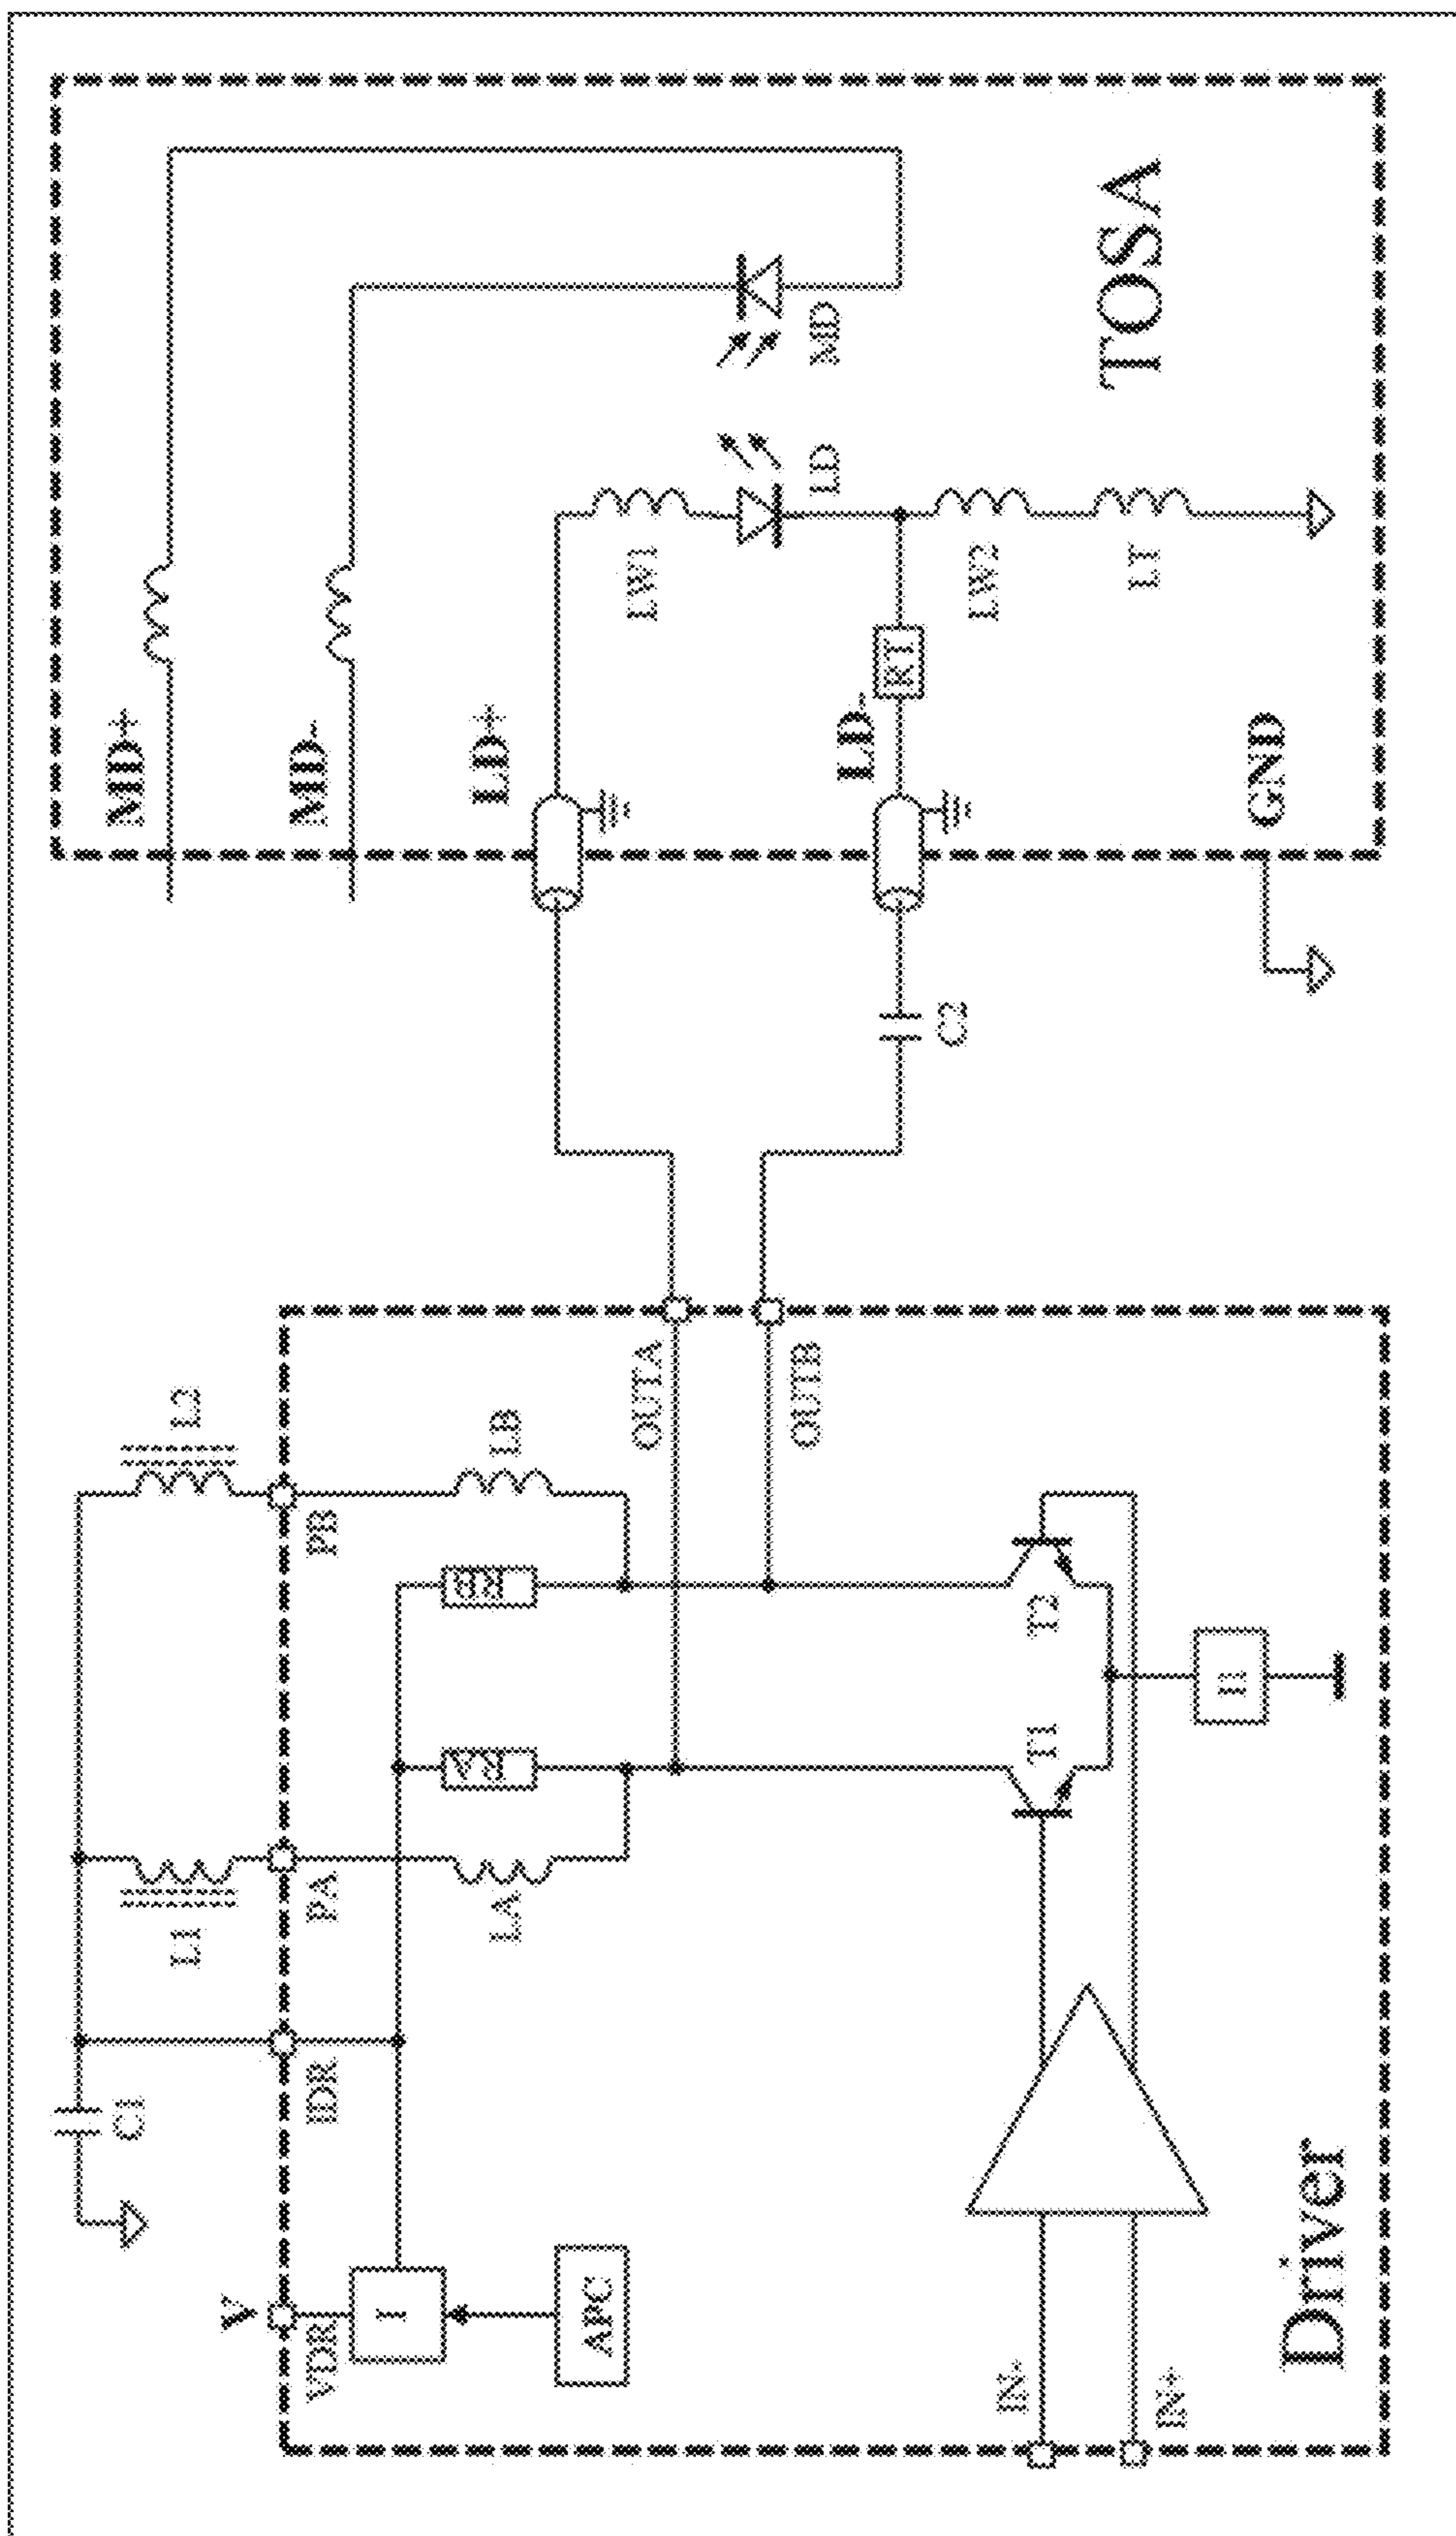 MD+
MD-
LD+
LD-
GND
LW1
LD
MD
RT
LW2
LT
TOSA
C2
L2
PB
LB
RB
OUTA
OUTB
T2
L1
PA
LA
RA
T1
I1
C1
IDR
V
VDR
I
APC
IN-
IN+
Driver